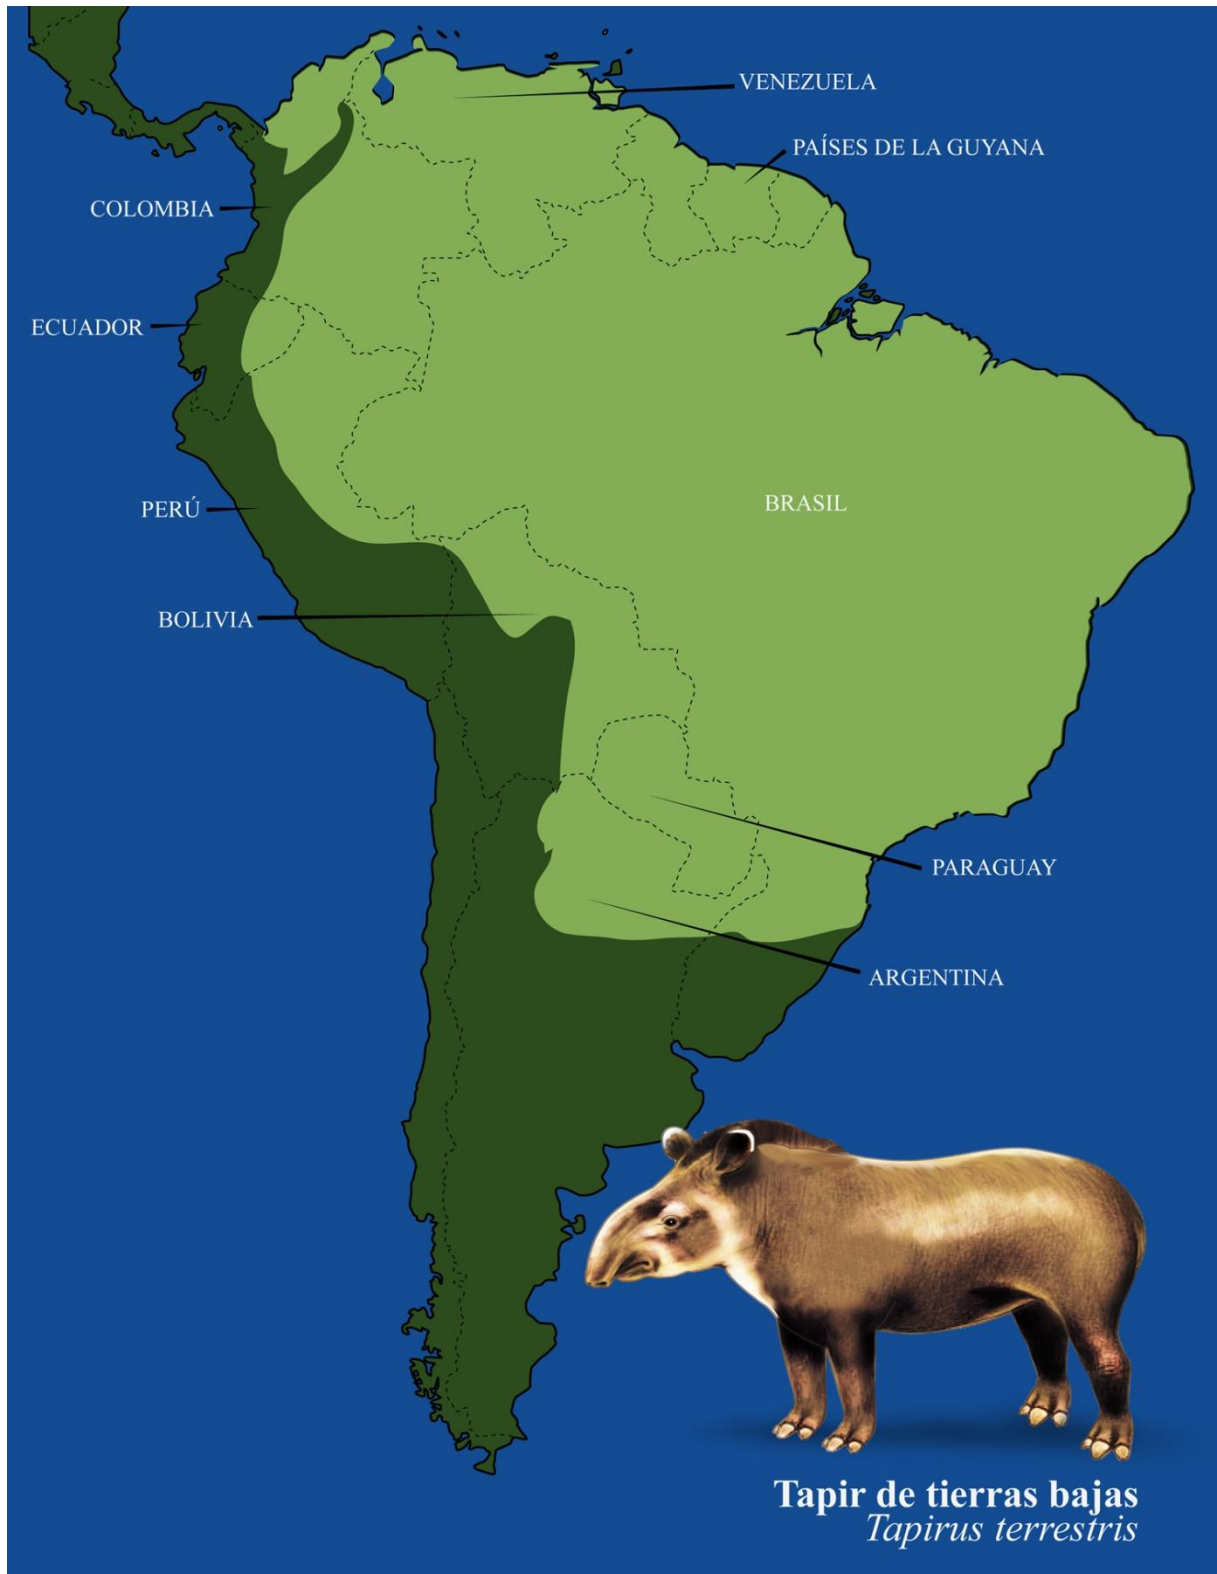 VENEZUELA
PAÍSES DE LA GUYANA
COLOMBIA
ECUADOR
BRASIL
PERÚ
BOLIVIA
PARAGUAY
ARGENTINA
Tapir de tierras bajas
Tapirus terrestris